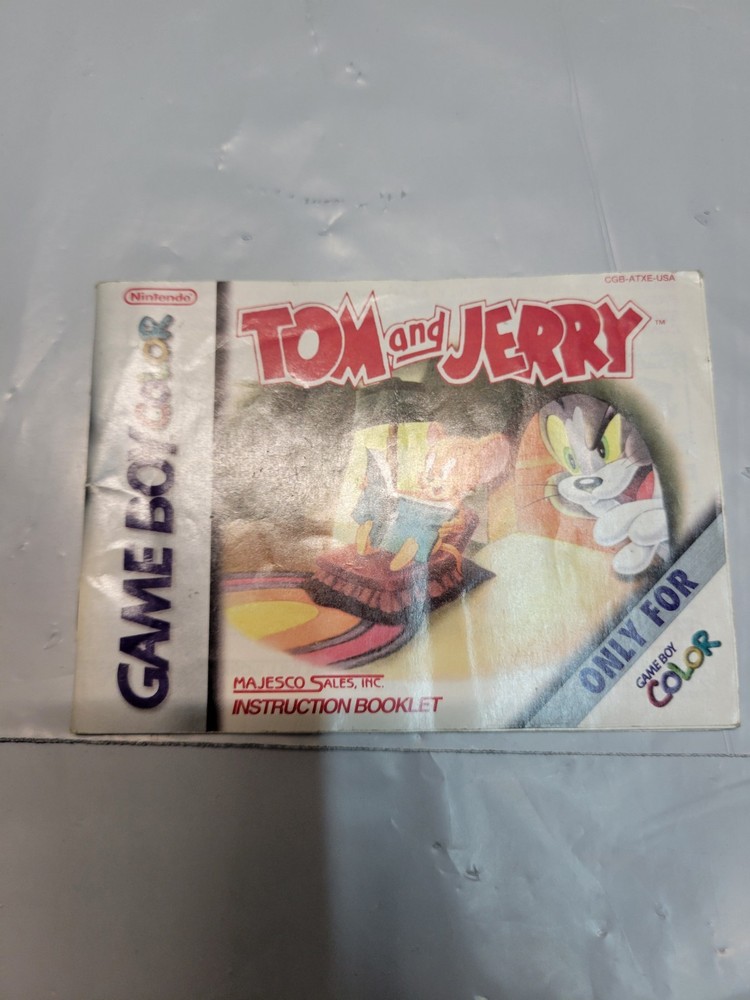 CGB-ATXE-USA
Nintendo
GAME BOY COLOR
TOM and JERRY™
ONLY FOR
GAME BOY
COLOR
MAJESCO SALES, INC.
INSTRUCTION BOOKLET